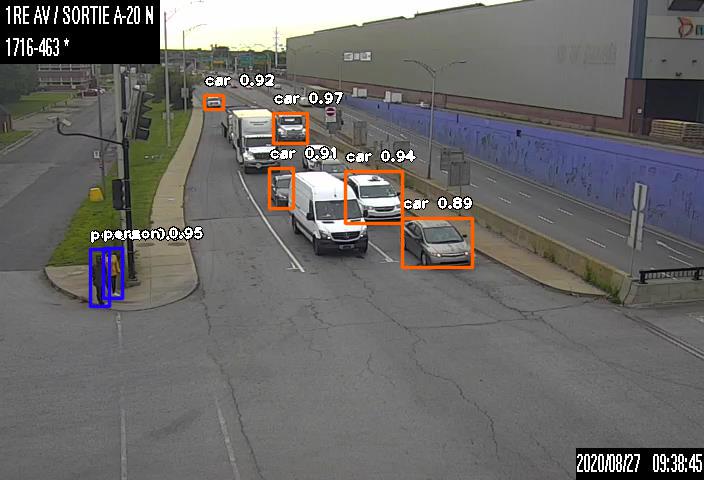 1RE AV / SORTIE A-20 N
1716-463 *
car 0.92
car 0.97
car 0.91
car 0.94
car 0.89
person 0.95
2020/08/27 09:38:45